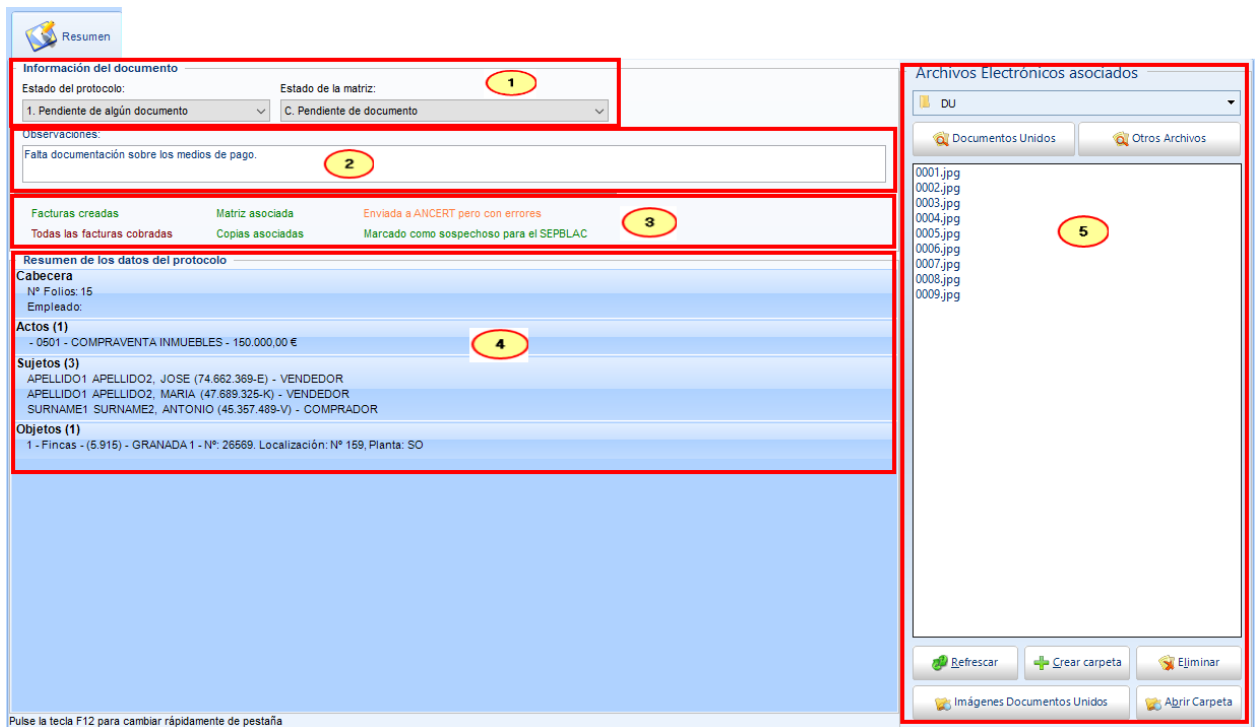 Resumen
Información del documento
Estado del protocolo:
Estado de la matriz:
1
1. Pendiente de algún documento
C. Pendiente de documento
Observaciones:
Falta documentación sobre los medios de pago.
2
Facturas creadas
Matriz asociada
Enviada a ANCERT pero con errores
3
Todas las facturas cobradas
Copias asociadas
Marcado como sospechoso para el SEPBLAC
Resumen de los datos del protocolo
Cabecera
Nº Folios: 15
Empleado:
Actos (1)
- 0501 - COMPRAVENTA INMUEBLES - 150.000,00 €
4
Sujetos (3)
APELLIDO1 APELLIDO2, JOSE (74.662.369-E) - VENDEDOR
APELLIDO1 APELLIDO2, MARIA (47.689.325-K) - VENDEDOR
SURNAME1 SURNAME2, ANTONIO (45.357.489-V) - COMPRADOR
Objetos (1)
1 - Fincas - (5.915) - GRANADA 1 - Nº: 26569. Localización: Nº 159, Planta: SO
Pulse la tecla F12 para cambiar rápidamente de pestaña
Archivos Electrónicos asociados
DU
Documentos Unidos
Otros Archivos
0001.jpg
0002.jpg
0003.jpg
0004.jpg
0005.jpg
0006.jpg
0007.jpg
0008.jpg
0009.jpg
5
Refrescar
Crear carpeta
Eliminar
Imágenes Documentos Unidos
Abrir Carpeta